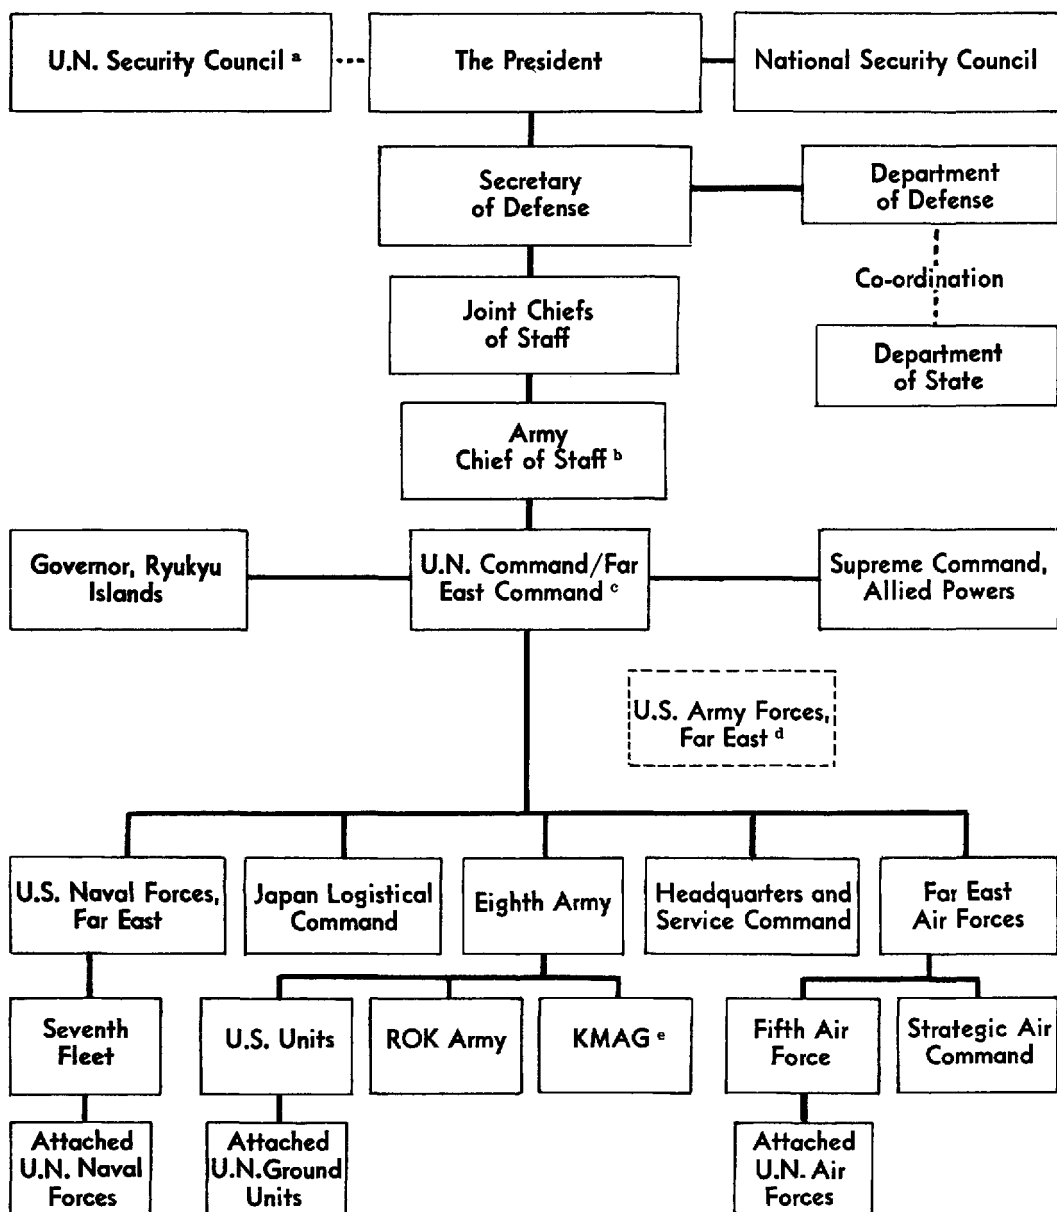 U.N. Security Council a
The President
National Security Council
Secretary
of Defense
Department
of Defense
Co-ordination
Joint Chiefs
of Staff
Department
of State
Army
Chief of Staff b
Governor, Ryukyu
Islands
U.N. Command/Far
East Command c
Supreme Command,
Allied Powers
U.S. Army Forces,
Far East d
U.S. Naval Forces,
Far East
Japan Logistical
Command
Eighth Army
Headquarters and
Service Command
Far East
Air Forces
Seventh
Fleet
U.S. Units
ROK Army
KMAG e
Fifth Air
Force
Strategic Air
Command
Attached
U.N. Naval
Forces
Attached
U.N.Ground
Units
Attached
U.N. Air
Forces